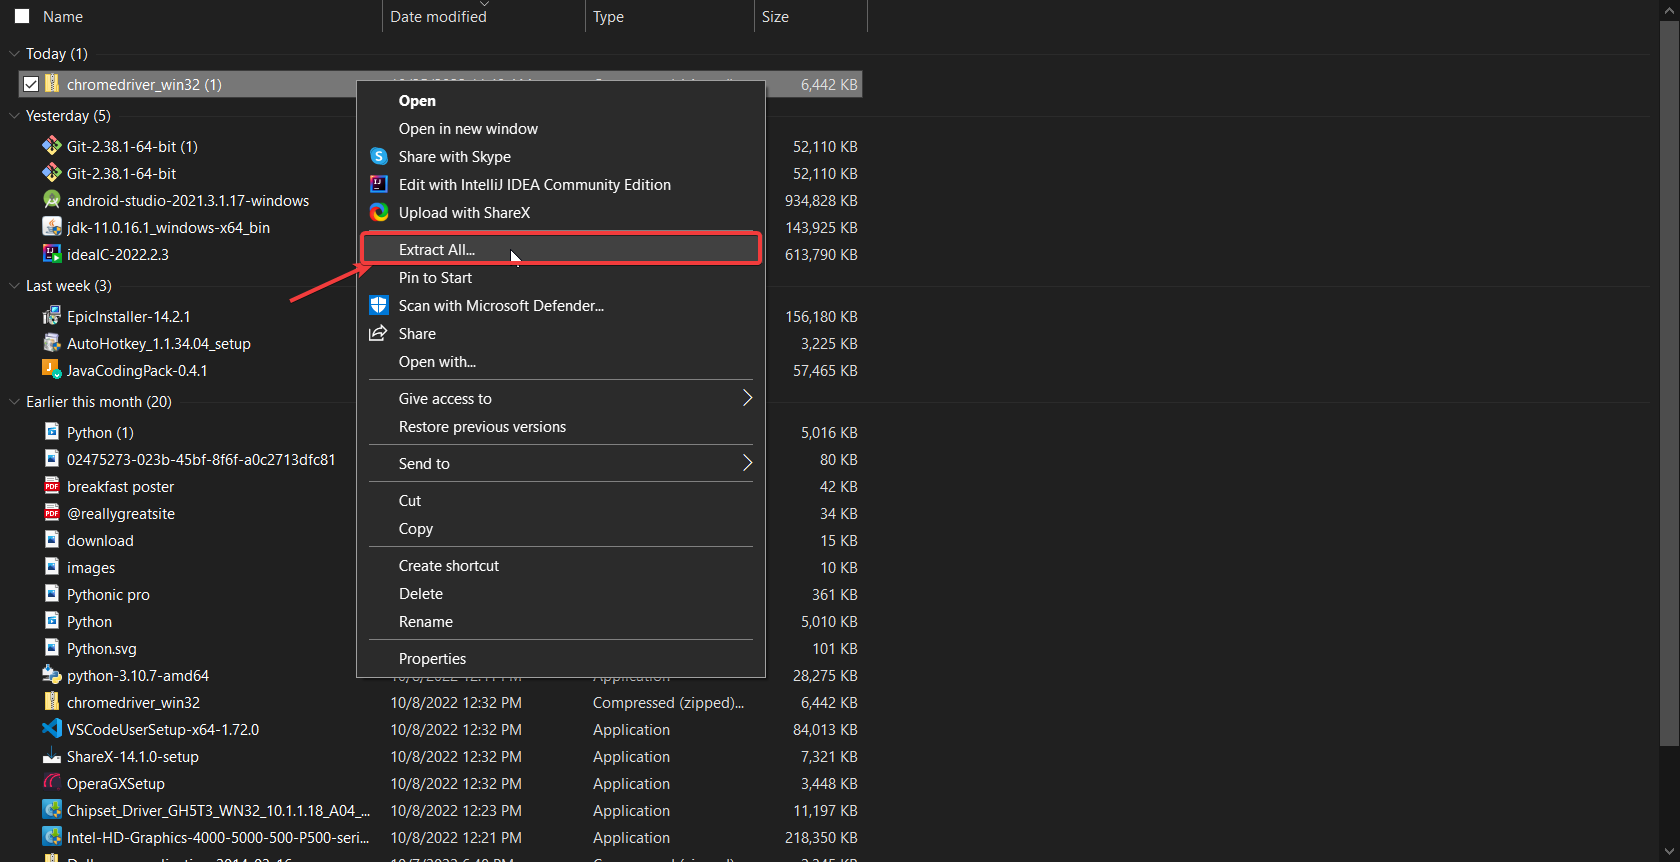 Name Date modified Type Size
Today (1)
chromedriver_win32 (1) 6,442 KB
Open
Yesterday (5)
Open in new window
Git-2.38.1-64-bit (1) 52,110 KB
Share with Skype
Git-2.38.1-64-bit 52,110 KB
Edit with IntelliJ IDEA Community Edition
android-studio-2021.3.1.17-windows 934,828 KB
Upload with ShareX
jdk-11.0.16.1_windows-x64_bin 143,925 KB
Extract All...
ideaIC-2022.2.3 613,790 KB
Pin to Start
Last week (3)
Scan with Microsoft Defender...
EpicInstaller-14.2.1 156,180 KB
Share
AutoHotkey_1.1.34.04_setup 3,225 KB
Open with...
JavaCodingPack-0.4.1 57,465 KB
Give access to
Earlier this month (20)
Restore previous versions
Python (1) 5,016 KB
02475273-023b-45bf-8f6f-a0c2713dfc81 80 KB
Send to
breakfast poster 42 KB
Cut
@reallygreatsite 34 KB
Copy
download 15 KB
images 10 KB
Create shortcut
Pythonic pro 361 KB
Delete
Python 5,010 KB
Rename
Python.svg 101 KB
Properties
python-3.10.7-amd64 Application 28,275 KB
chromedriver_win32 10/8/2022 12:32 PM Compressed (zipped)... 6,442 KB
VSCodeUserSetup-x64-1.72.0 10/8/2022 12:32 PM Application 84,013 KB
ShareX-14.1.0-setup 10/8/2022 12:32 PM Application 7,321 KB
OperaGXSetup 10/8/2022 12:32 PM Application 3,448 KB
Chipset_Driver_GH5T3_WN32_10.1.1.18_A04_... 10/8/2022 12:23 PM Application 11,197 KB
Intel-HD-Graphics-4000-5000-500-P500-seri... 10/8/2022 12:21 PM Application 218,350 KB